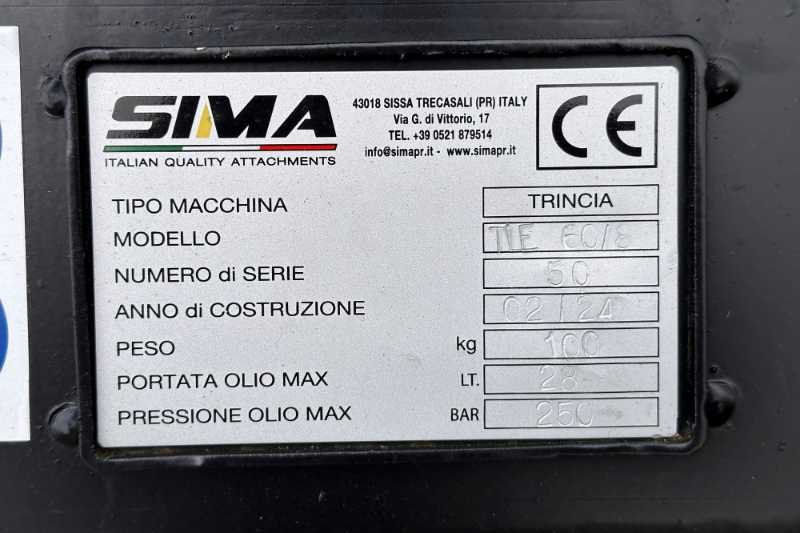 SIMA
ITALIAN QUALITY ATTACHMENTS
43018 SISSA TRECASALI (PR) ITALY
Via G. di Vittorio, 17
TEL. +39 0521 879514
info@simapr.it - www.simapr.it
CE
TIPO MACCHINA TRINCIA
MODELLO TIE 60/8
NUMERO di SERIE 50
ANNO di COSTRUZIONE 02/24
PESO kg 100
PORTATA OLIO MAX LT. 28
PRESSIONE OLIO MAX BAR 250